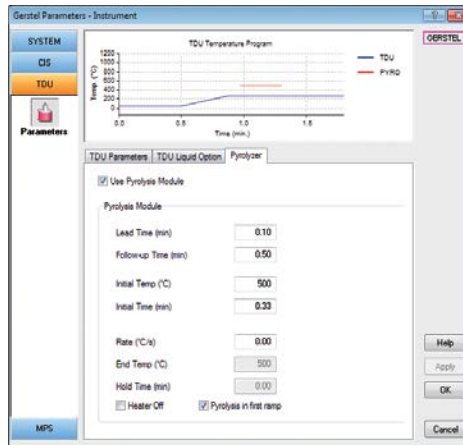 Gerstel Parameters - Instrument
SYSTEM
CIS
TDU
Parameters
MPS
TDU Temperature Program
Temp. (°C)
1200
1000
800
600
400
200
0
0.0 0.5 1.0 1.5
Time (min.)
TDU
PYRO
GERSTEL
TDU Parameters TDU Liquid Option Pyrolyzer
Use Pyrolysis Module
Pyrolysis Module
Lead Time (min) 0.10
Follow-up Time (min) 0.50
Initial Temp (°C) 500
Initial Time (min) 0.33
Rate (°C/s) 0.00
End Temp (°C) 500
Hold Time (min) 0.00
Heater Off Pyrolysis in first ramp
Help
Apply
OK
Cancel